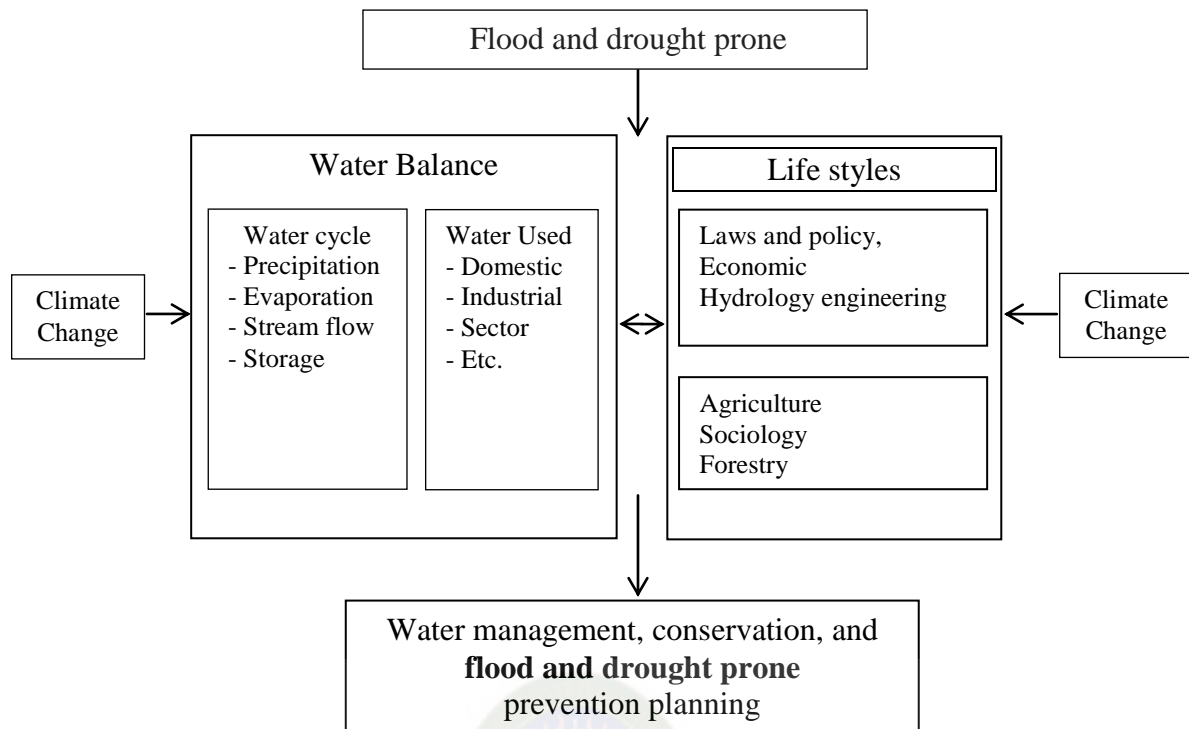 Flood and drought prone
Water Balance
Water cycle
- Precipitation
- Evaporation
- Stream flow
- Storage
Water Used
- Domestic
- Industrial
- Sector
- Etc.
Life styles
Laws and policy,
Economic
Hydrology engineering
Agriculture
Sociology
Forestry
Climate
Change
Climate
Change
Water management, conservation, and
flood and drought prone
prevention planning